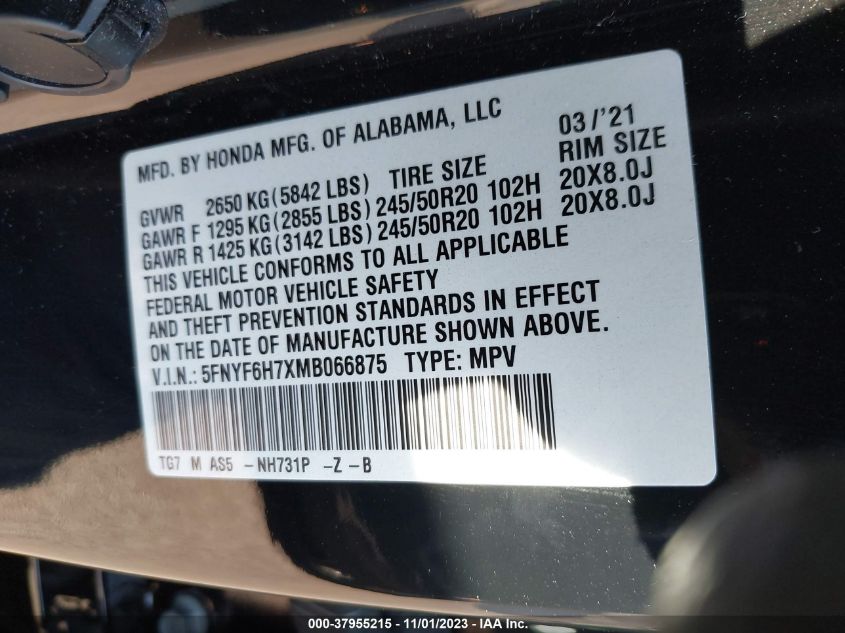 MFD. BY HONDA MFG. OF ALABAMA, LLC 03/'21
GVWR 2650 KG (5842 LBS) TIRE SIZE RIM SIZE
GAWR F 1295 KG (2855 LBS) 245/50R20 102H 20X8.0J
GAWR R 1425 KG (3142 LBS) 245/50R20 102H 20X8.0J
THIS VEHICLE CONFORMS TO ALL APPLICABLE
FEDERAL MOTOR VEHICLE SAFETY
AND THEFT PREVENTION STANDARDS IN EFFECT
ON THE DATE OF MANUFACTURE SHOWN ABOVE.
V.I.N.: 5FNYF6H7XMB066875 TYPE: MPV
TG7 M AS5 -NH731P -Z -B
000-37955215 - 11/01/2023 - IAA Inc.